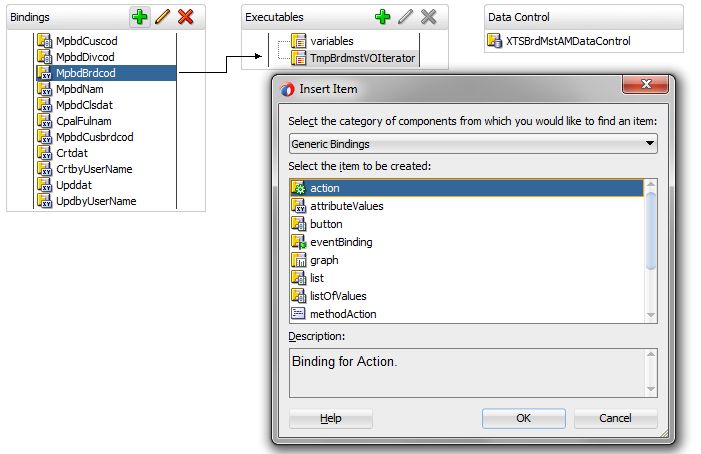 Bindings
MpbdCuscod
MpbdDivcod
MpbdBrdcod
MpbdNam
MpbdClsdat
CpalFulnam
MpbdCusbrdcod
Crtdat
CrtbyUserName
Upddat
UpdbyUserName
Executables
variables
TmpBrdmstVOIterator
Data Control
XTSBrdMstAMDataControl
Insert Item
Select the category of components from which you would like to find an item:
Generic Bindings
Select the item to be created:
action
attributeValues
button
eventBinding
graph
list
listOfValues
methodAction
Description:
Binding for Action.
Help
OK
Cancel